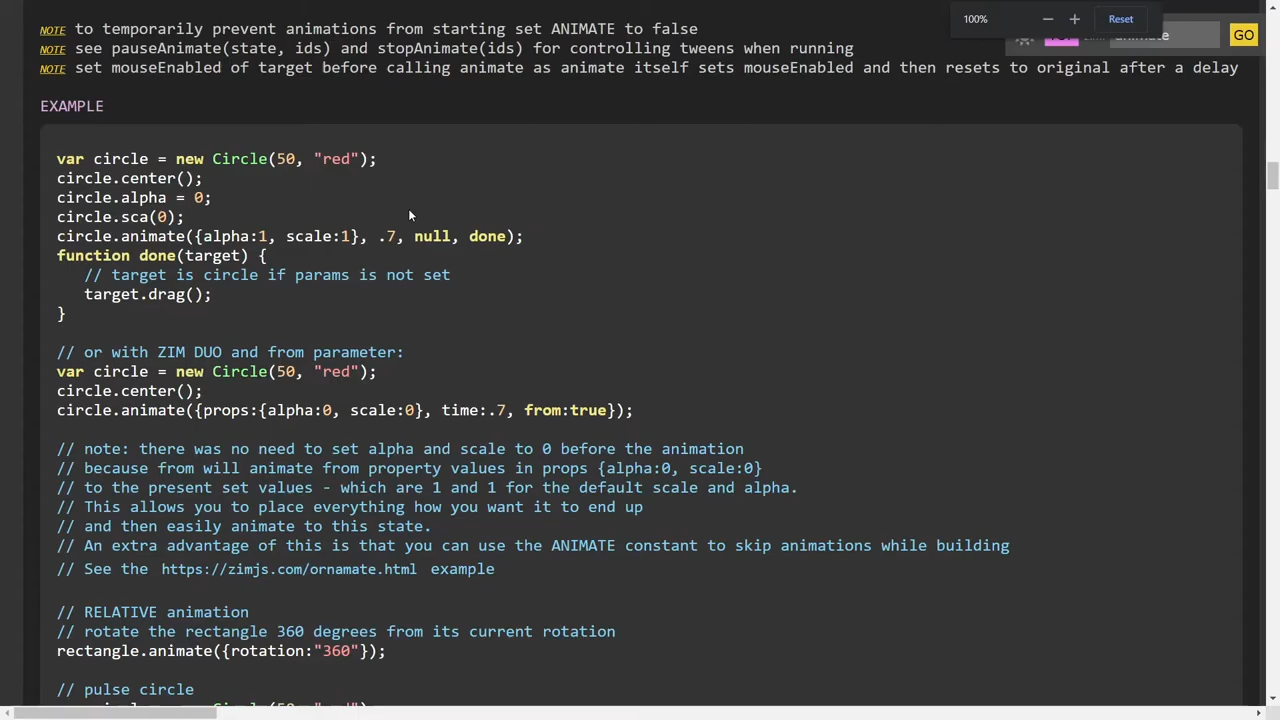 NOTE to temporarily prevent animations from starting set ANIMATE to false
100%
Reset
NOTE see pauseAnimate(state, ids) and stopAnimate(ids) for controlling tweens when running
animate
GO
NOTE set mouseEnabled of target before calling animate as animate itself sets mouseEnabled and then resets to original after a delay
EXAMPLE
var circle = new Circle(50, "red");
circle.center();
circle.alpha = 0;
circle.sca(0);
circle.animate({alpha:1, scale:1}, .7, null, done);
function done(target) {
// target is circle if params is not set
target.drag();
}
// or with ZIM DUO and from parameter:
var circle = new Circle(50, "red");
circle.center();
circle.animate({props:{alpha:0, scale:0}, time:.7, from:true});
// note: there was no need to set alpha and scale to 0 before the animation
// because from will animate from property values in props {alpha:0, scale:0}
// to the present set values - which are 1 and 1 for the default scale and alpha.
// This allows you to place everything how you want it to end up
// and then easily animate to this state.
// An extra advantage of this is that you can use the ANIMATE constant to skip animations while building
// See the https://zimjs.com/ornamate.html example
// RELATIVE animation
// rotate the rectangle 360 degrees from its current rotation
rectangle.animate({rotation:"360"});
// pulse circle